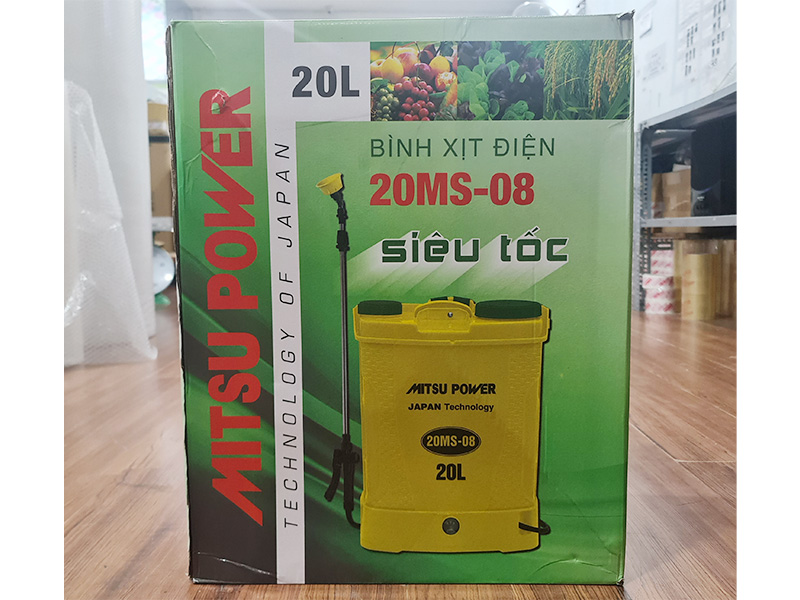 MITSU POWER
TECHNOLOGY OF JAPAN
20L
BÌNH XỊT ĐIỆN
20MS-08
siêu tốc
MITSU POWER
JAPAN Technology
20MS-08
20L